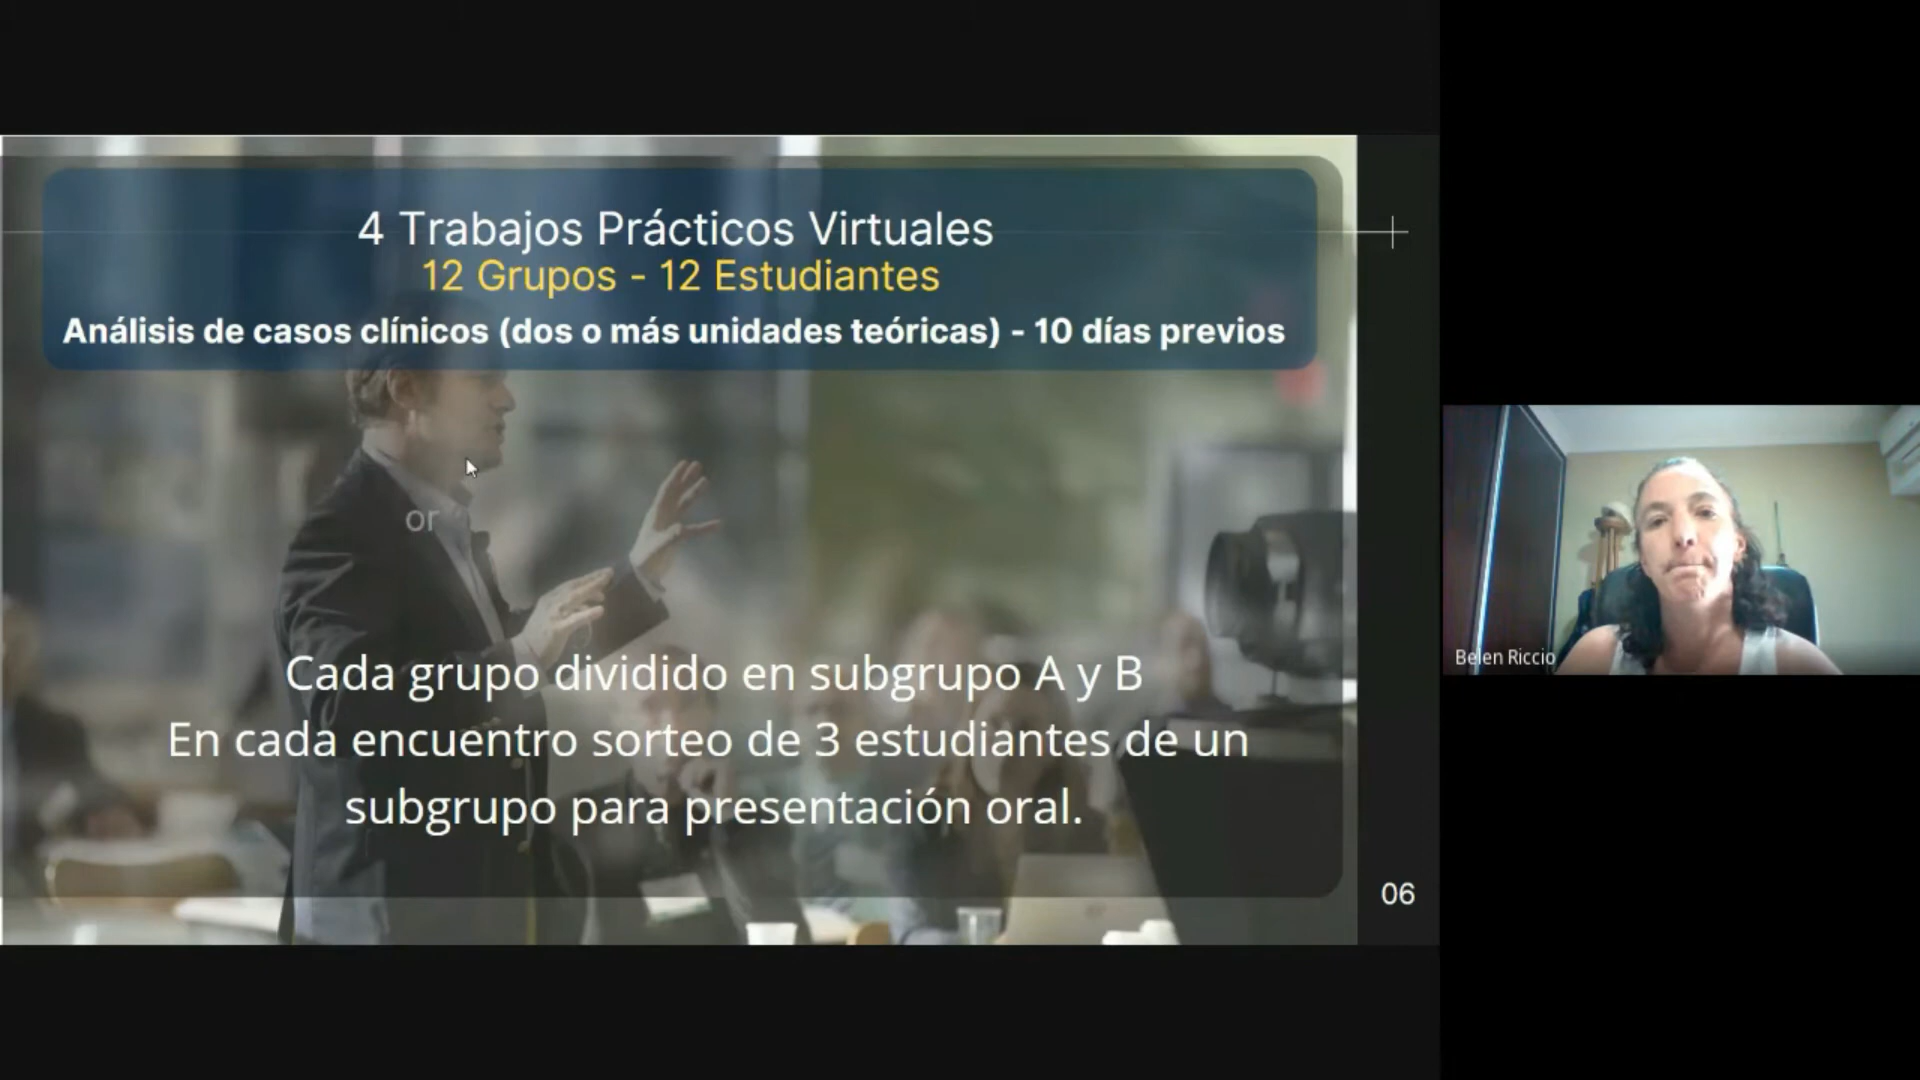 4 Trabajos Prácticos Virtuales
12 Grupos - 12 Estudiantes
Análisis de casos clínicos (dos o más unidades teóricas) - 10 días previos
or
Cada grupo dividido en subgrupo A y B
En cada encuentro sorteo de 3 estudiantes de un
subgrupo para presentación oral.
06
Belen Riccio